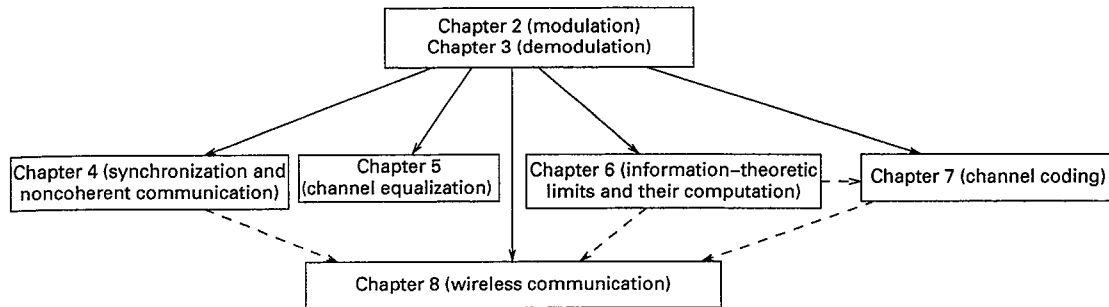 Chapter 2 (modulation)
Chapter 3 (demodulation)
Chapter 4 (synchronization and
noncoherent communication)
Chapter 5
(channel equalization)
Chapter 6 (information–theoretic
limits and their computation)
Chapter 7 (channel coding)
Chapter 8 (wireless communication)